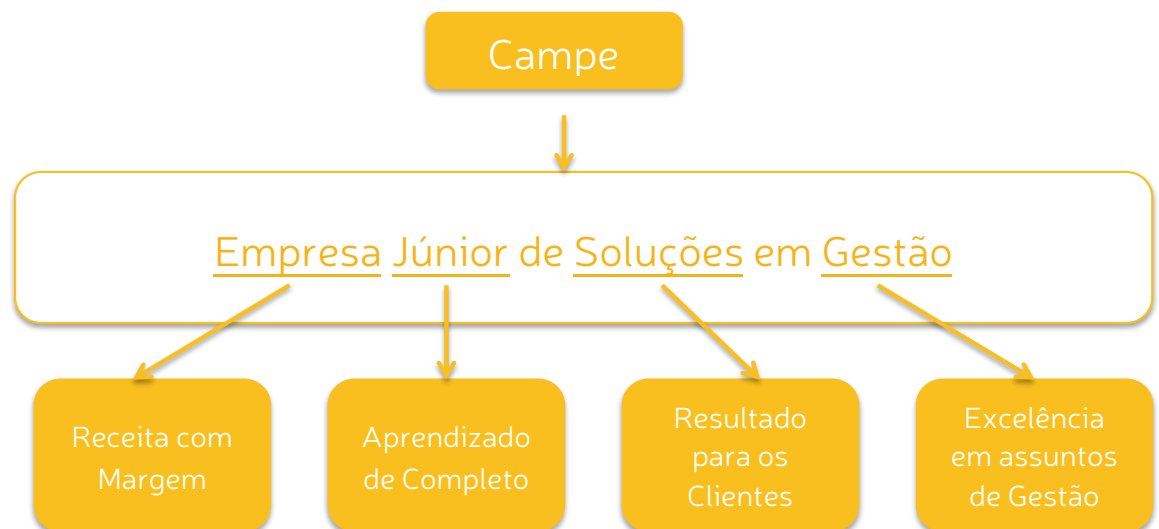 Campe
Empresa Júnior de Soluções em Gestão
Receita com
Margem
Aprendizado
de Completo
Resultado
para os
Clientes
Excelência
em assuntos
de Gestão